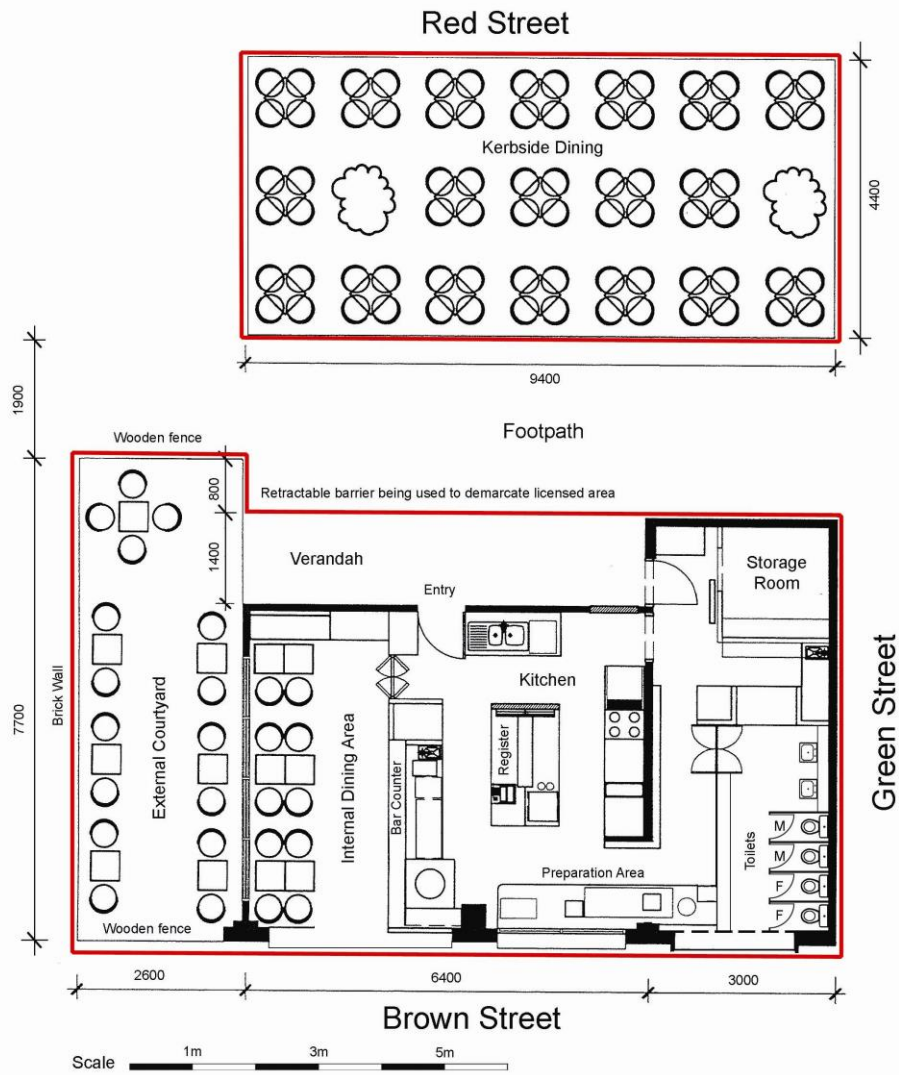 Red Street
Kerbside Dining
4400
9400
1900
Footpath
Wooden fence
800
Retractable barrier being used to demarcate licensed area
1400
Verandah
Entry
Storage
Room
Kitchen
Brick Wall
7700
External Courtyard
Internal Dining Area
Bar Counter
Register
Green Street
Toilets
M
M
F
F
Preparation Area
Wooden fence
2600
6400
3000
Brown Street
Scale
1m
3m
5m